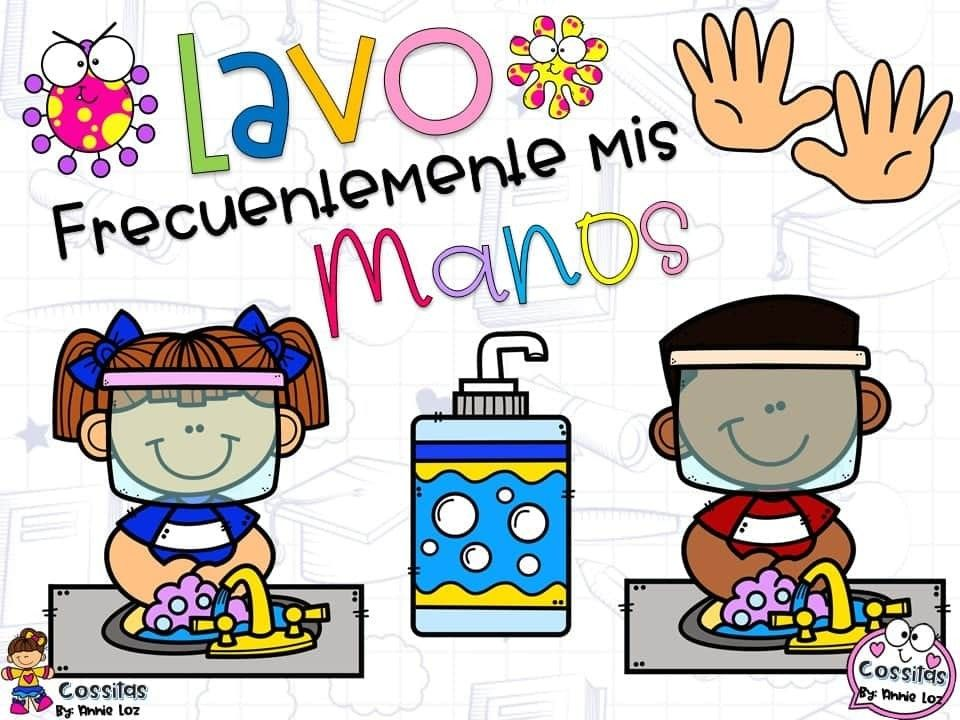 Lavo
Frecuentemente mis
Manos
Cossitas
By: Annie Loz
Cossitas
By: Annie Loz